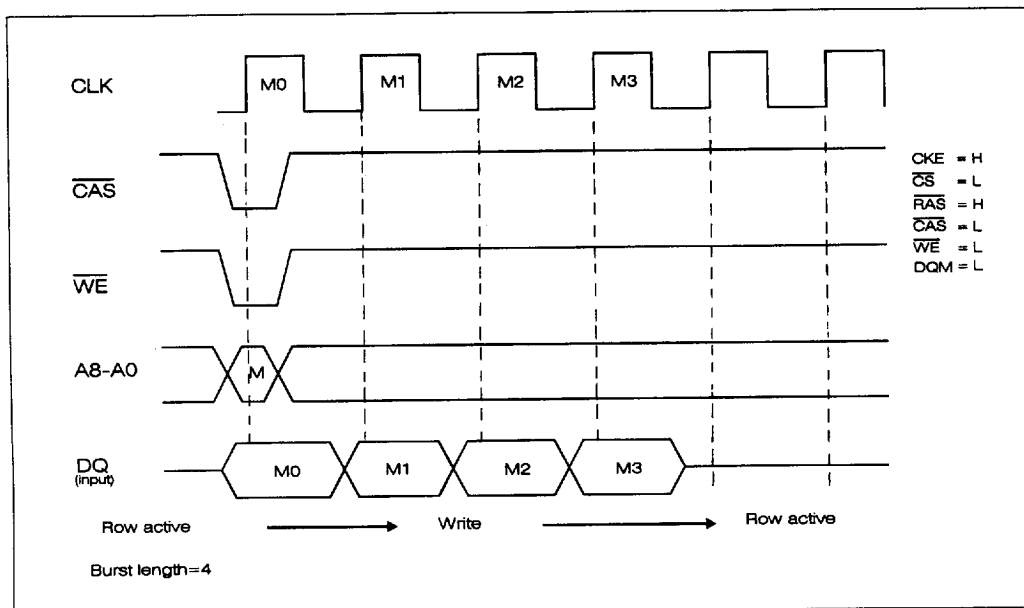 CLK
M0
M1
M2
M3
CAS
WE
A8-A0
M
DQ
(input)
M0
M1
M2
M3
CKE = H
CS = L
RAS = H
CAS = L
WE = L
DQM = L
Row active
Write
Row active
Burst length=4